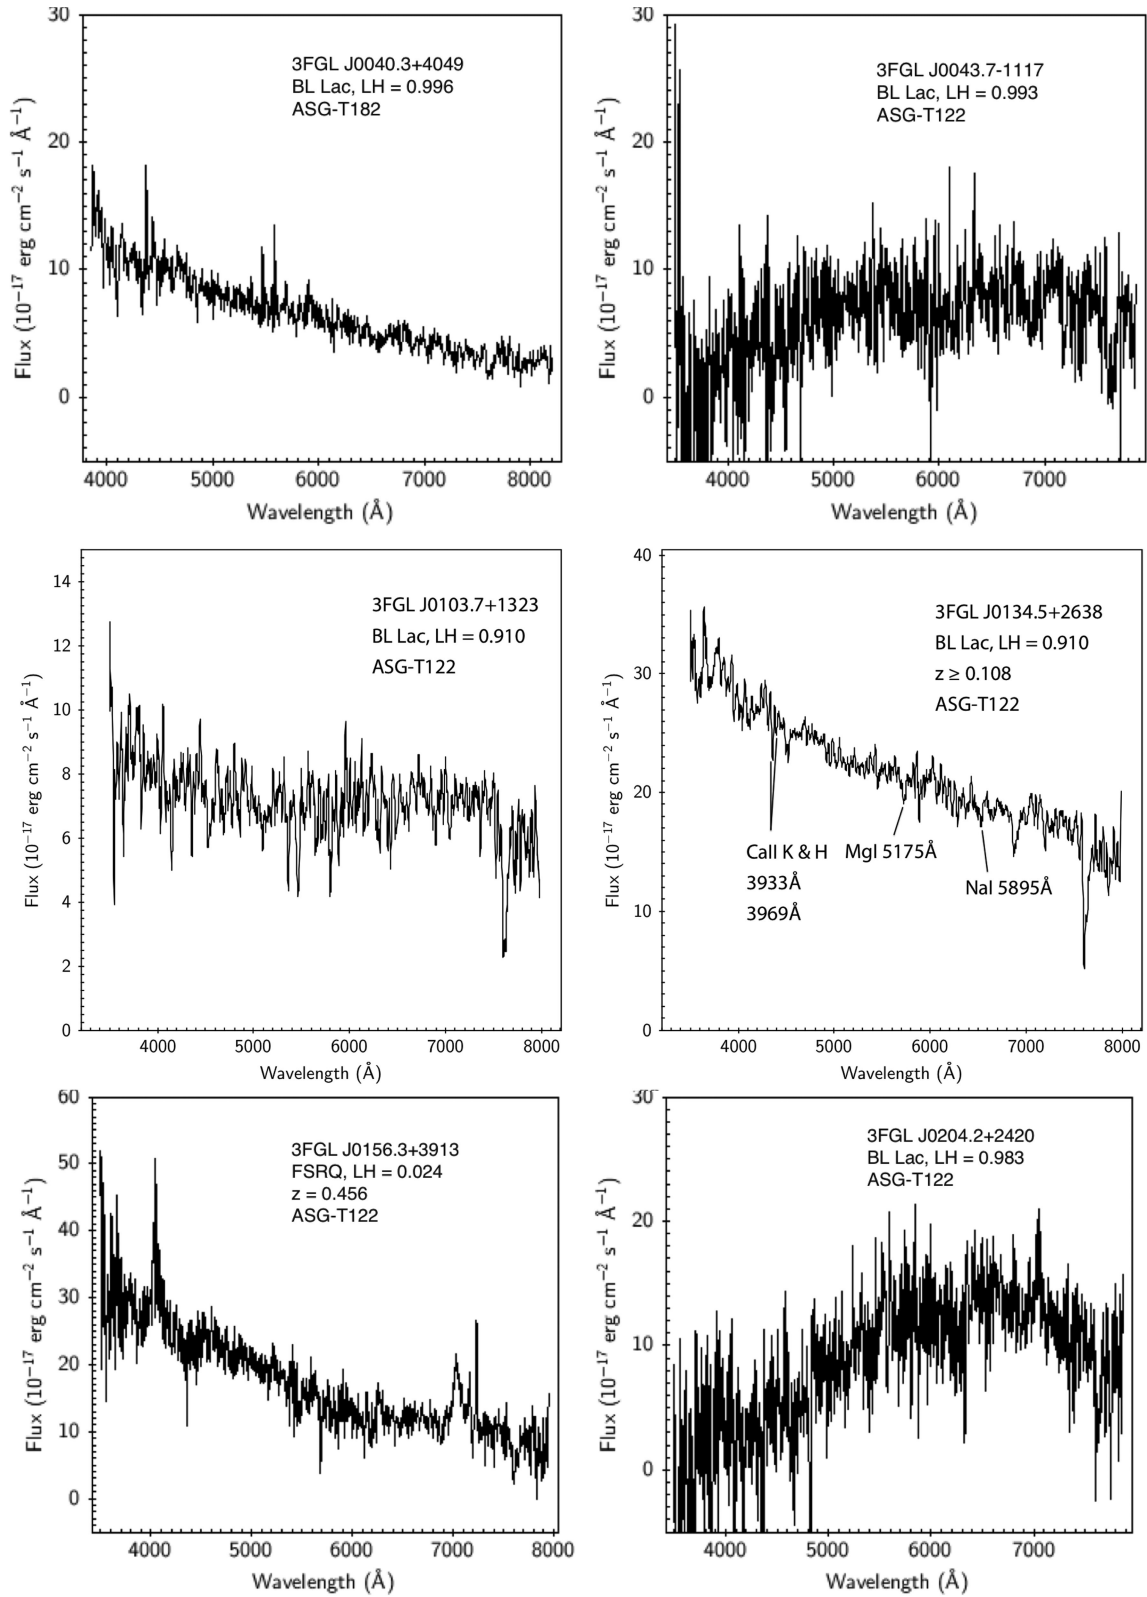 30
20
10
0
Flux (10⁻¹⁷ erg cm⁻² s⁻¹ Å⁻¹)
3FGL J0040.3+4049
BL Lac, LH = 0.996
ASG-T182
4000 5000 6000 7000 8000
Wavelength (Å)
30
20
10
0
Flux (10⁻¹⁷ erg cm⁻² s⁻¹ Å⁻¹)
3FGL J0043.7-1117
BL Lac, LH = 0.993
ASG-T122
4000 5000 6000 7000
Wavelength (Å)
14
12
10
8
6
4
2
0
Flux (10⁻¹⁷ erg cm⁻² s⁻¹ Å⁻¹)
3FGL J0103.7+1323
BL Lac, LH = 0.910
ASG-T122
4000 5000 6000 7000 8000
Wavelength (Å)
40
30
20
10
0
Flux (10⁻¹⁷ erg cm⁻² s⁻¹ Å⁻¹)
3FGL J0134.5+2638
BL Lac, LH = 0.910
z ≥ 0.108
ASG-T122
CaII K & H
3933Å
3969Å
MgI 5175Å
NaI 5895Å
4000 5000 6000 7000 8000
Wavelength (Å)
60
50
40
30
20
10
0
Flux (10⁻¹⁷ erg cm⁻² s⁻¹ Å⁻¹)
3FGL J0156.3+3913
FSRQ, LH = 0.024
z = 0.456
ASG-T122
4000 5000 6000 7000 8000
Wavelength (Å)
30
20
10
0
Flux (10⁻¹⁷ erg cm⁻² s⁻¹ Å⁻¹)
3FGL J0204.2+2420
BL Lac, LH = 0.983
ASG-T122
4000 5000 6000 7000
Wavelength (Å)